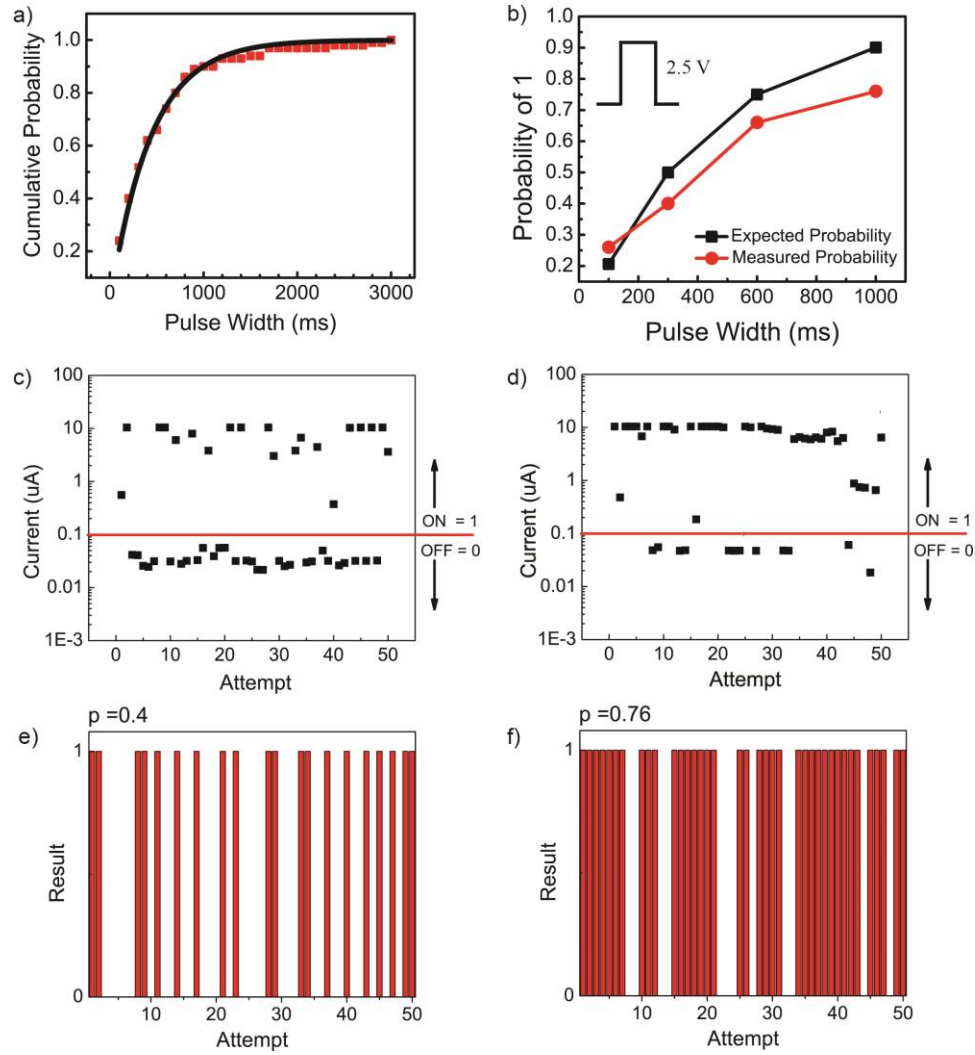 a)
1.0
0.8
0.6
0.4
0.2
Cumulative Probability
0
1000
2000
3000
Pulse Width (ms)
b)
0.9
0.8
0.7
0.6
0.5
0.4
0.3
0.2
Probability of 1
2.5 V
Expected Probability
Measured Probability
200
400
600
800
1000
Pulse Width (ms)
c)
100
10
1
0.1
0.01
1E-3
Current (uA)
ON = 1
OFF = 0
0
10
20
30
40
50
Attempt
d)
100
10
1
0.1
0.01
1E-3
Current (uA)
ON = 1
OFF = 0
0
10
20
30
40
50
Attempt
p =0.4
e)
1
0
Result
10
20
30
40
50
Attempt
p =0.76
f)
1
0
Result
10
20
30
40
50
Attempt